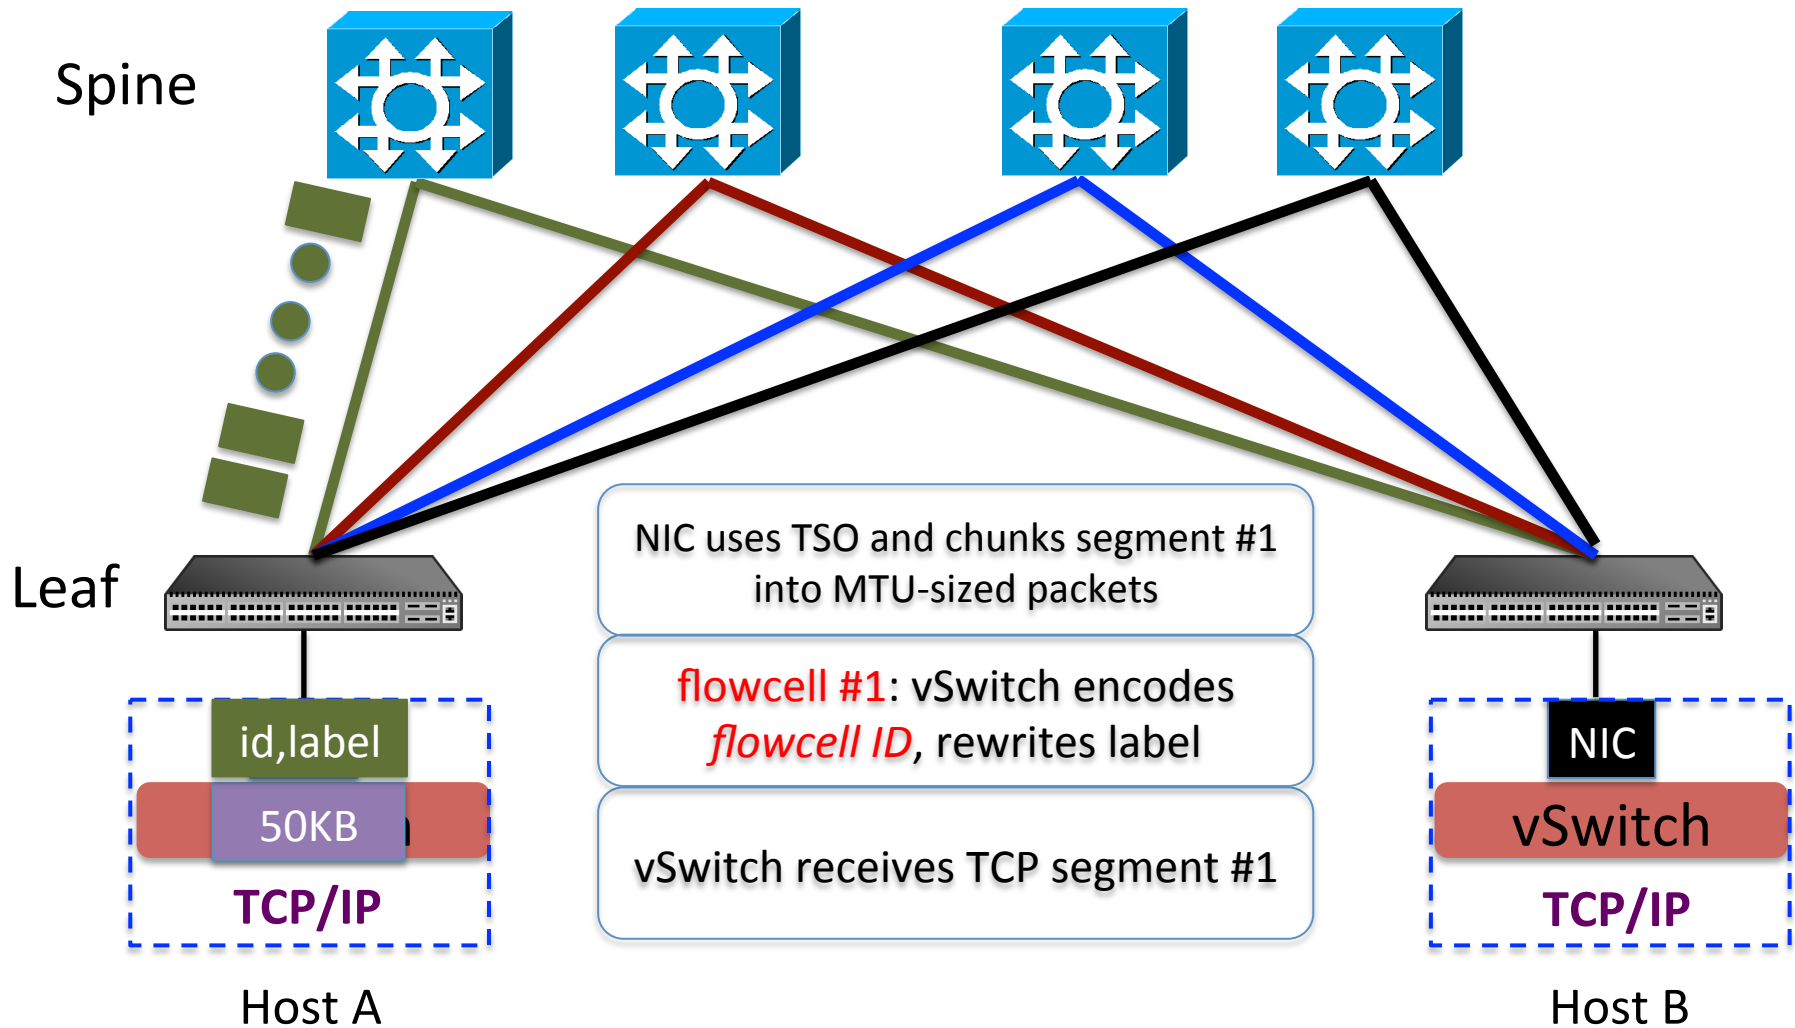 Spine
NIC uses TSO and chunks segment #1
into MTU-sized packets
Leaf
flowcell #1: vSwitch encodes
flowcell ID, rewrites label
id,label
NIC
50KB
vSwitch
vSwitch receives TCP segment #1
TCP/IP
TCP/IP
Host A
Host B